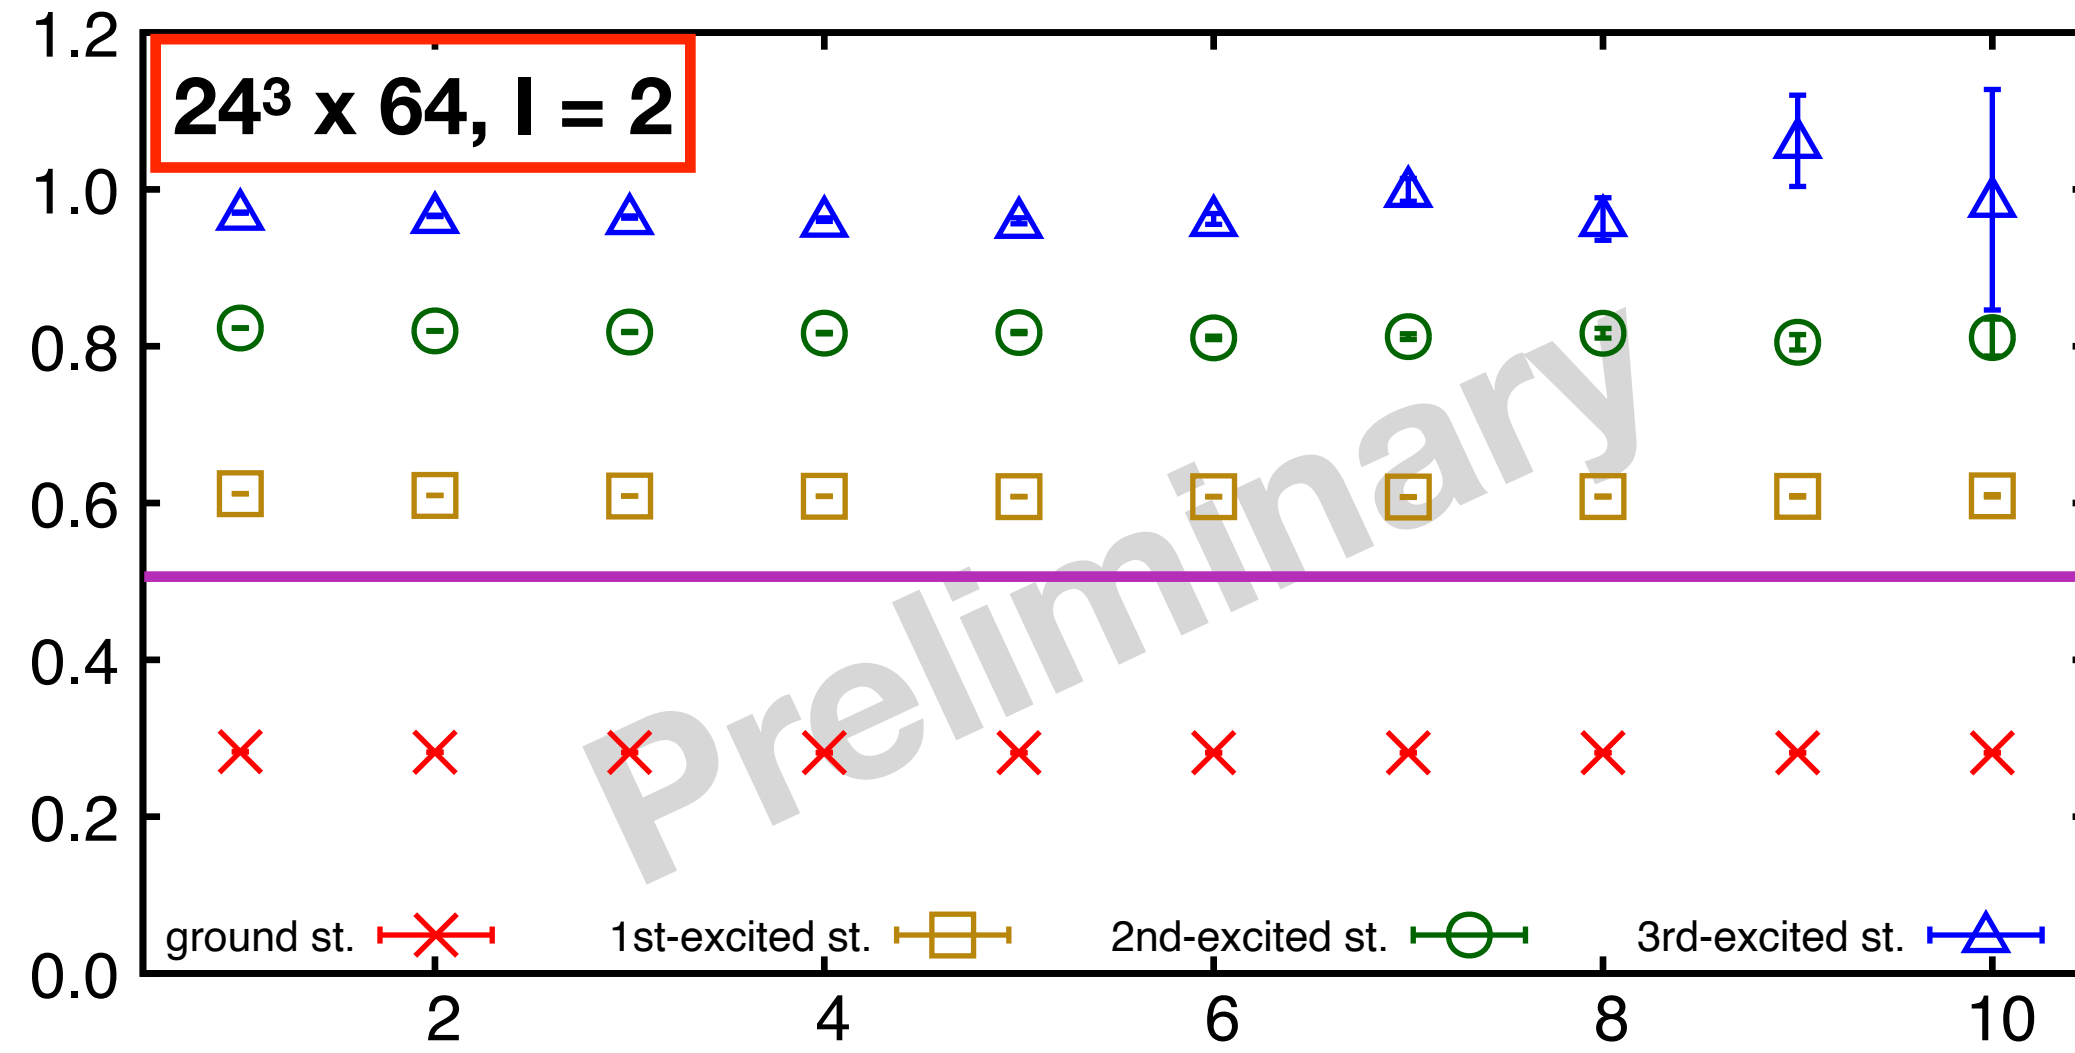 1.2
24³ x 64, I = 2
1.0
0.8
0.6
0.4
0.2
0.0
Preliminary
ground st.
1st-excited st.
2nd-excited st.
3rd-excited st.
2
4
6
8
10